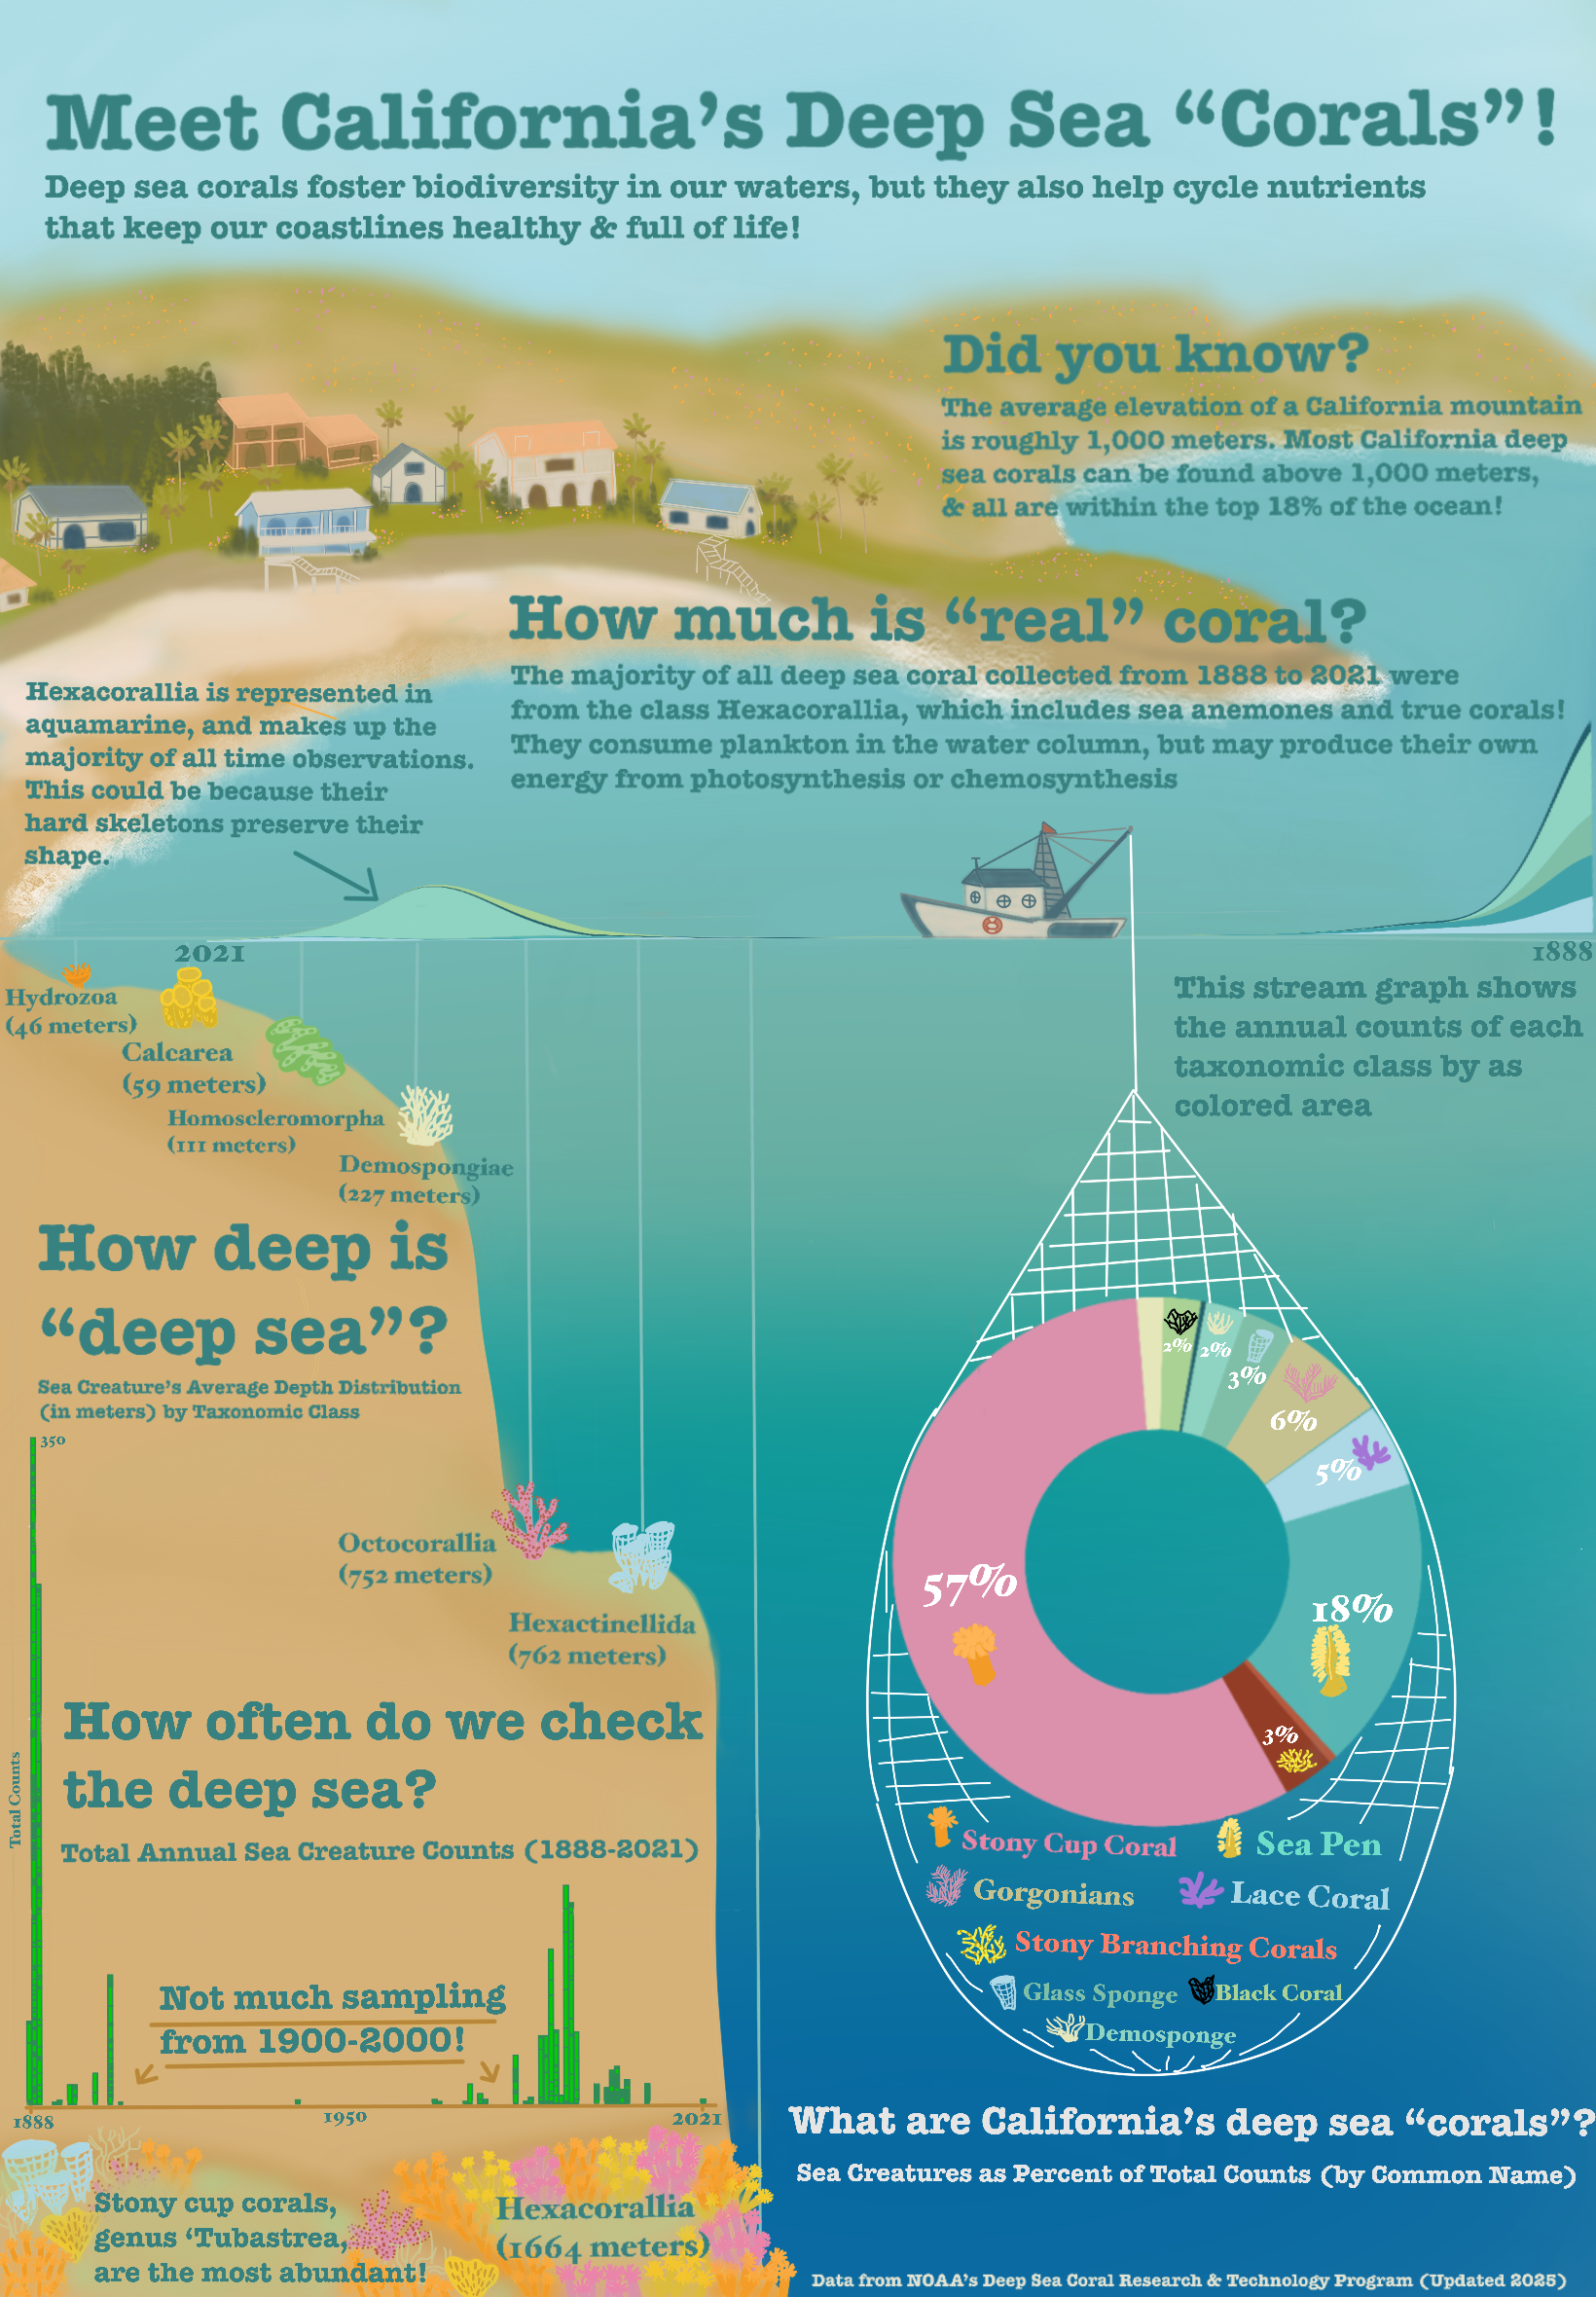 Meet California's Deep Sea “Corals”!
Deep sea corals foster biodiversity in our waters, but they also help cycle nutrients
that keep our coastlines healthy & full of life!
Did you know?
The average elevation of a California mountain
is roughly 1,000 meters. Most California deep
sea corals can be found above 1,000 meters,
& all are within the top 18% of the ocean!
How much is “real” coral?
The majority of all deep sea coral collected from 1888 to 2021 were
from the class Hexacorallia, which includes sea anemones and true corals!
They consume plankton in the water column, but may produce their own
energy from photosynthesis or chemosynthesis
Hexacorallia is represented in
aquamarine, and makes up the
majority of all time observations.
This could be because their
hard skeletons preserve their
shape.
2021
1888
This stream graph shows
the annual counts of each
taxonomic class by as
colored area
Hydrozoa
(46 meters)
Calcarea
(59 meters)
Homoscleromorpha
(111 meters)
Demospongiae
(227 meters)
How deep is
“deep sea”?
Sea Creature's Average Depth Distribution
(in meters) by Taxonomic Class
Octocorallia
(752 meters)
Hexactinellida
(762 meters)
350
Total Counts
How often do we check
the deep sea?
Total Annual Sea Creature Counts (1888-2021)
Not much sampling
from 1900-2000!
1888
1950
2021
Stony cup corals,
genus ‘Tubastrea,
are the most abundant!
Hexacorallia
(1664 meters)
2%
2%
3%
6%
5%
57%
18%
3%
Stony Cup Coral
Sea Pen
Gorgonians
Lace Coral
Stony Branching Corals
Glass Sponge
Black Coral
Demosponge
What are California's deep sea “corals”?
Sea Creatures as Percent of Total Counts (by Common Name)
Data from NOAA's Deep Sea Coral Research & Technology Program (Updated 2025)